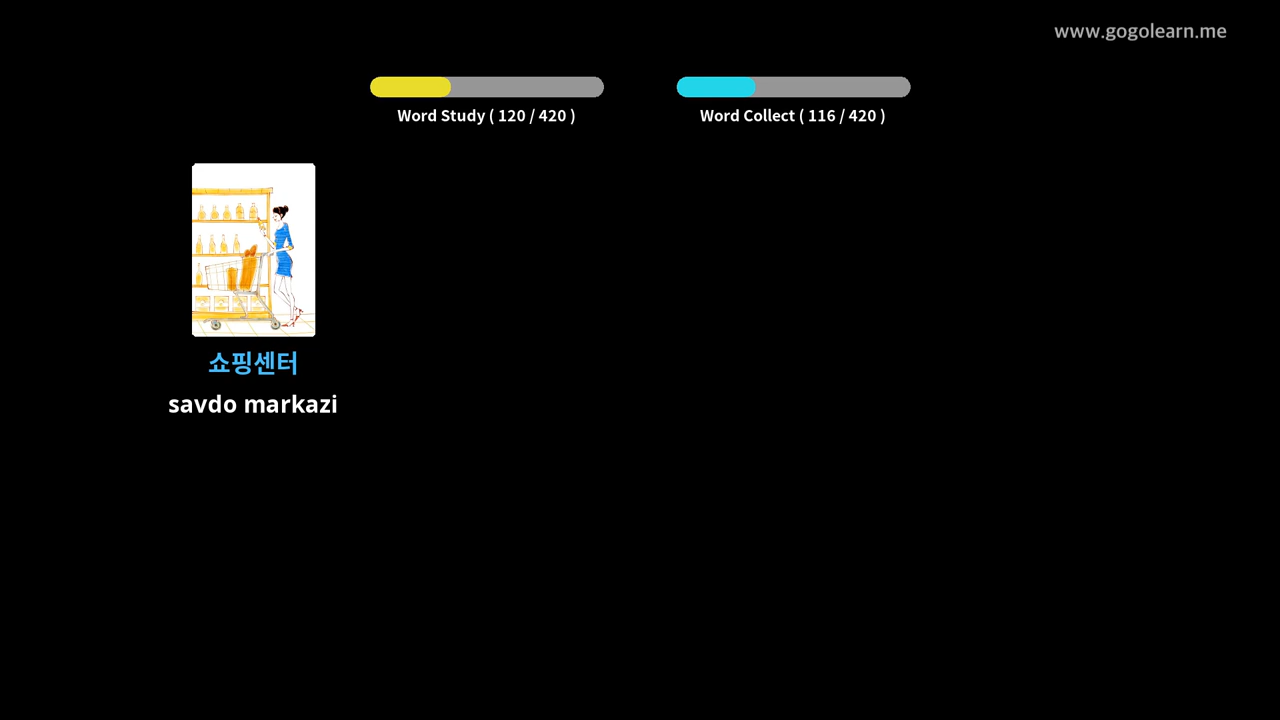 www.gogolearn.me
Word Study ( 120 / 420 )
Word Collect ( 116 / 420 )
쇼핑센터
savdo markazi